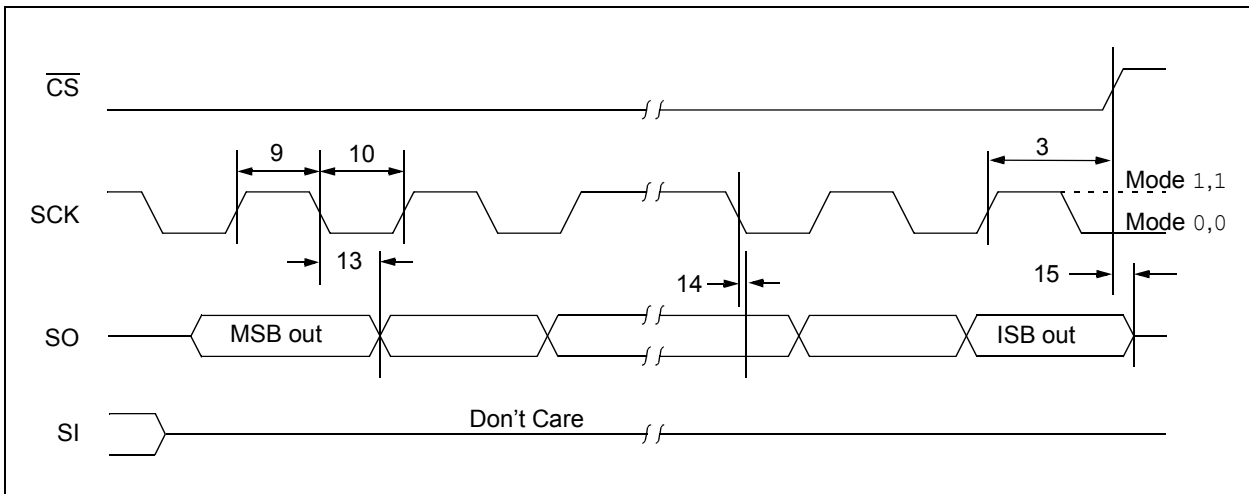 CS
9
10
3
Mode 1,1
SCK
Mode 0,0
13
14
15
SO
MSB out
ISB out
Don't Care
SI